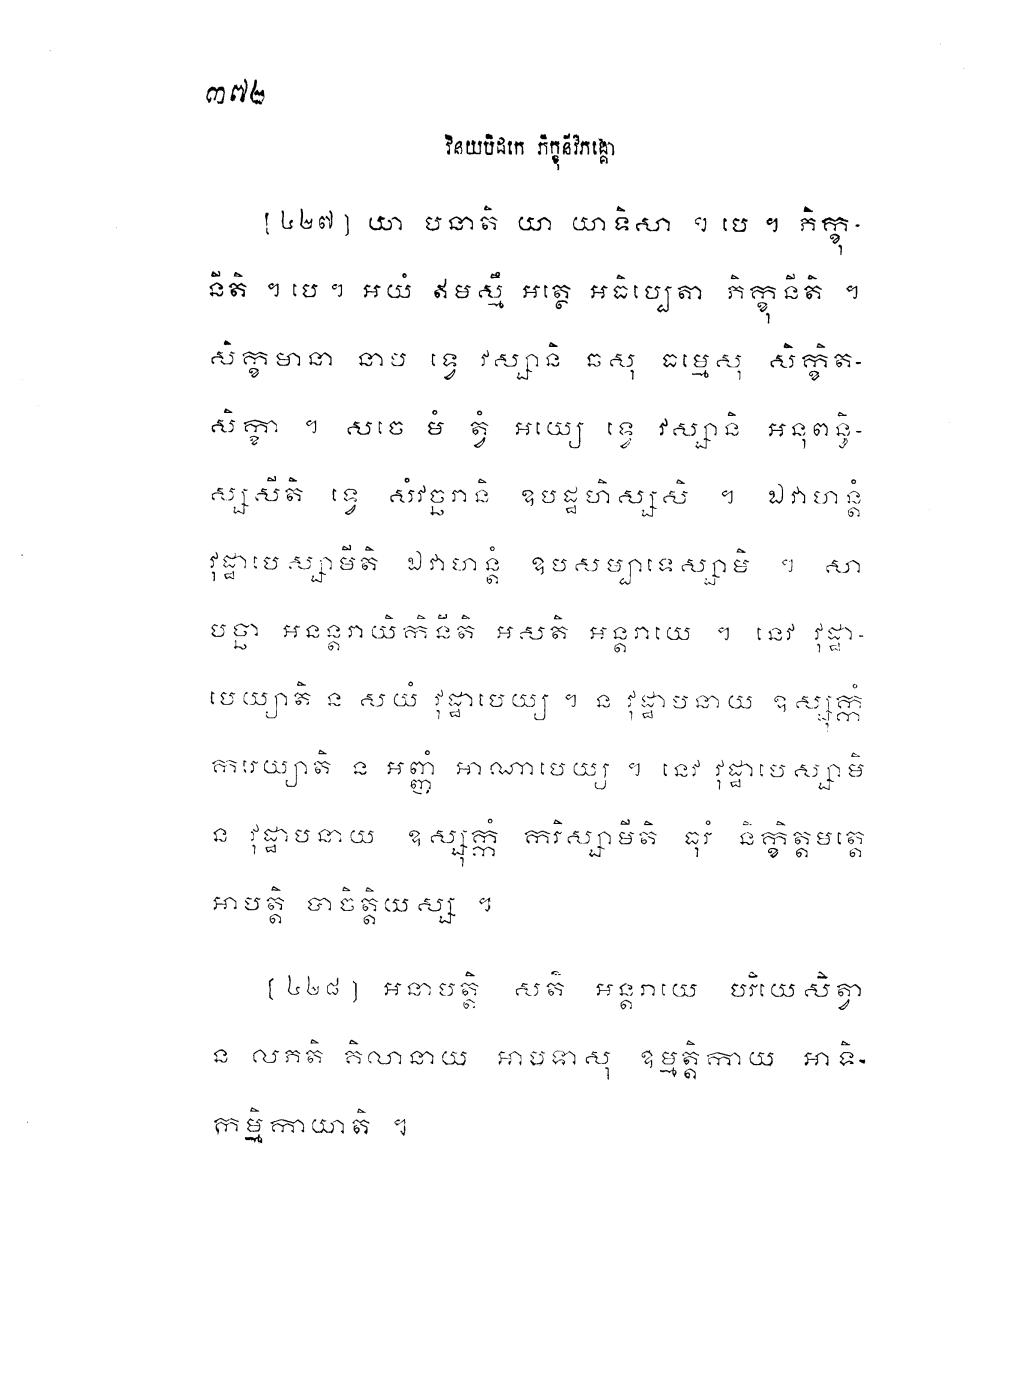 ៣៧២
វិនយបិដកេ ភិក្ខុនីវិភង្គោ
[៤២៧] យា បនាតិ យា យាទិសា ។ បេ ។ ភិក្ខុ-
នីតិ ។ បេ ។ អយំ ឥមស្មឹ អត្ថេ អធិប្បេតា ភិក្ខុនីតិ ។
សិក្ខមានា នាម ទ្វេ វស្សានិ ឆសុ ធម្មេសុ សិក្ខិត-
សិក្ខា ។ សចេ មំ ត្វំ អយ្យេ ទ្វេ វស្សានិ អនុពន្ធិ-
ស្សសីតិ ទ្វេ សំវច្ឆរានិ ឧបដ្ឋហិស្សសិ ។ ឯវាហន្តំ
វុដ្ឋាបេស្សាមីតិ ឯវាហន្តំ ឧបសម្បាទេស្សាមិ ។ សា
បច្ឆា អនន្តរាយិកិនីតិ អសតិ អន្តរាយេ ។ នេវ វុដ្ឋា-
បេយ្យាតិ ន សយំ វុដ្ឋាបេយ្យ ។ ន វុដ្ឋាបនាយ ឧស្សុក្កំ
ករេយ្យាតិ ន អញ្ញំ អាណាបេយ្យ ។ នេវ វុដ្ឋាបេស្សាមិ
ន វុដ្ឋាបនាយ ឧស្សុក្កំ ករិស្សាមីតិ ធុរំ និក្ខិត្តមត្តេ
អាបត្តិ បាចិត្តិយស្ស ។
[៤២៨] អនាបត្តិ សតិ អន្តរាយេ បរិយេសិត្វា
ន លភតិ គិលានាយ អាបទាសុ ឧម្មត្តិកាយ អាទិ-
កម្មិកាយាតិ ។